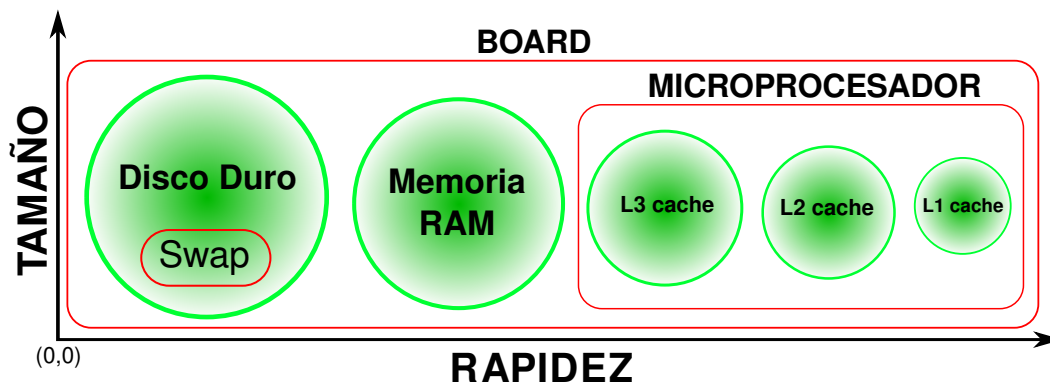 BOARD
MICROPROCESADOR
TAMAÑO
Disco Duro
Swap
Memoria
RAM
L3 cache
L2 cache
L1 cache
(0,0)
RAPIDEZ